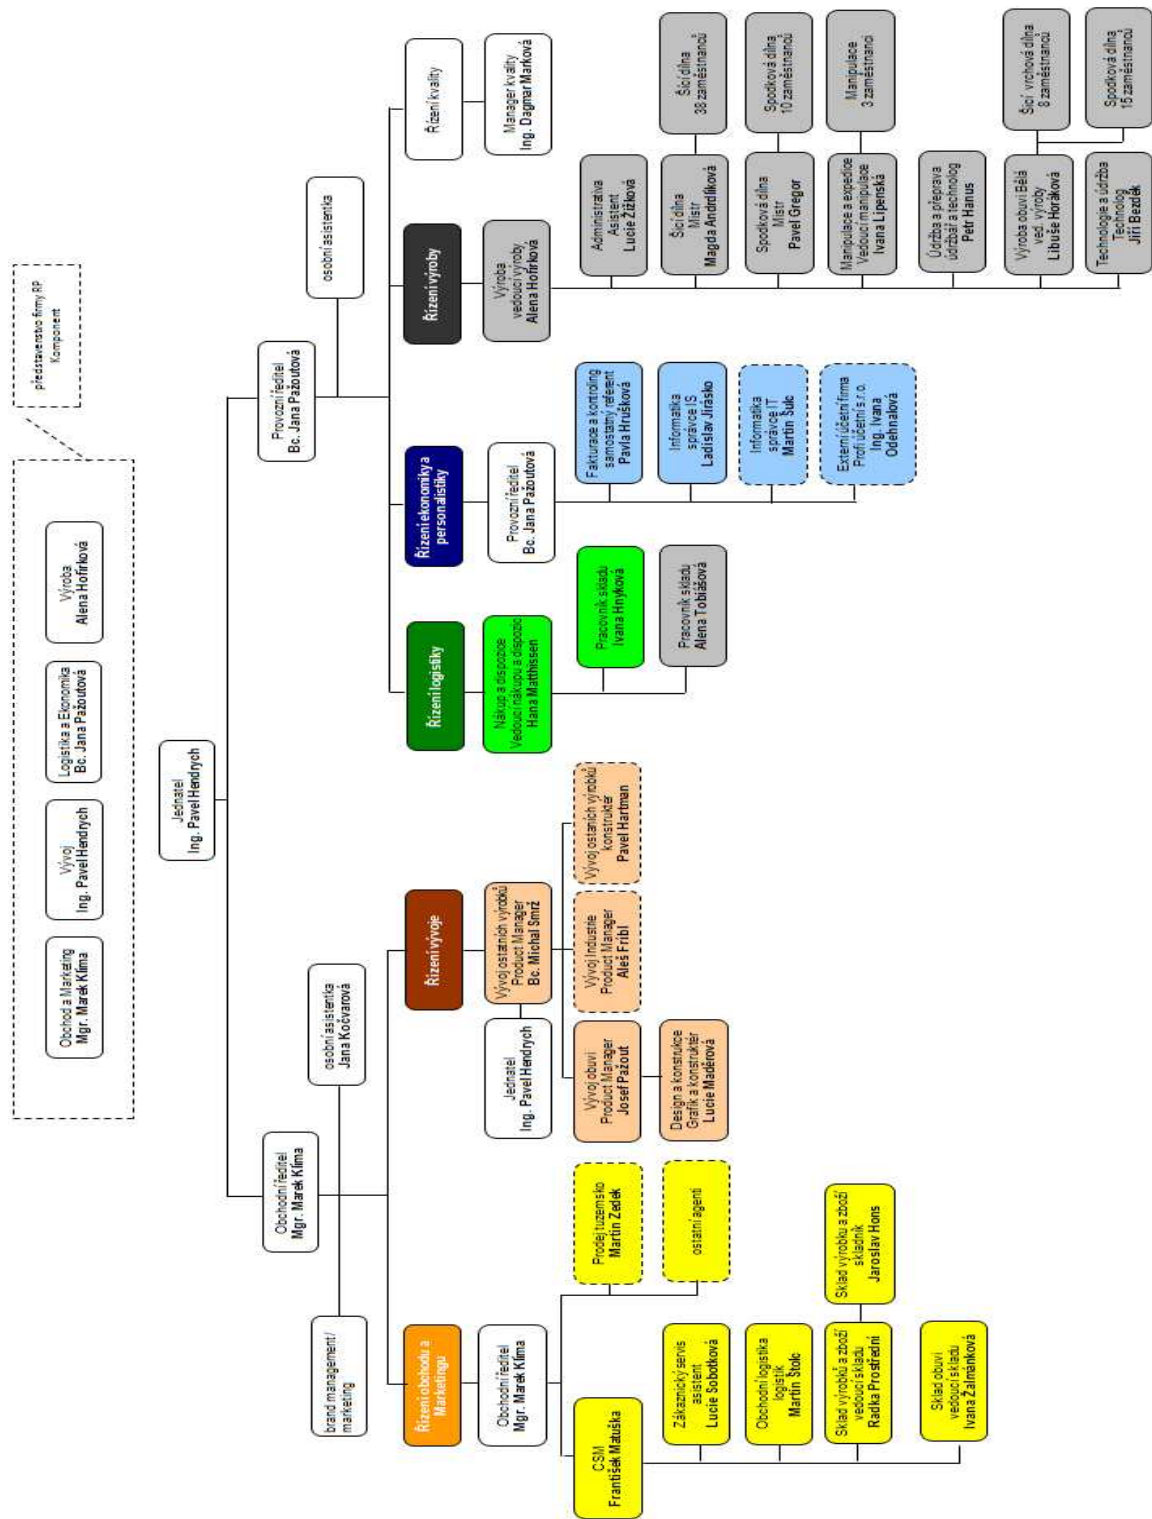 představenstvo firmy RP
Komponent
Obchod a Marketing
Mgr. Marek Klíma
Vývoj
Ing. Pavel Hendrych
Logistika a Ekonomika
Bc. Jana Pažoutová
Výroba
Alena Hofírková
Jednatel
Ing. Pavel Hendrych
Obchodní ředitel
Mgr. Marek Klíma
Provozní ředitel
Bc. Jana Pažoutová
brand management/
marketing
osobní asistentka
Jana Kočvarová
osobní asistentka
Řízení obchodu a
Marketingu
Řízení vývoje
Řízení logistiky
Řízení ekonomiky a
personalistiky
Řízení výroby
Řízení kvality
Obchodní ředitel
Mgr. Marek Klíma
Jednatel
Ing. Pavel Hendrych
Vývoj ostatních výrobků
Product Manager
Bc. Michal Smrž
Nákup a dispozice
Vedoucí nákupu a dispozic
Hana Matthissen
Provozní ředitel
Bc. Jana Pažoutová
Výroba
vedoucí výroby
Alena Hofírková
Manager kvality
Ing. Dagmar Marková
CSM
František Matuška
Prodej tuzemsko
Martin Zedek
ostatní agenti
Zákaznický servis
asistent
Lucie Sobotková
Obchodní logistika
logistik
Martin Štolc
Sklad výrobků a zboží
vedoucí skladu
Radka Prostřední
Sklad výrobku a zboží
skladník
Jaroslav Hons
Sklad obuvi
vedoucí skladu
Ivana Žalmánková
Vývoj obuvi
Product Manager
Josef Pažout
Vývoj Industrie
Product Manager
Aleš Fribl
Vývoj ostaních výrobků
konstruktér
Pavel Hartman
Design a konstrukce
Grafik a konstruktér
Lucie Maděrová
Pracovník skladu
Ivana Hnyková
Pracovník skladu
Alena Tobiášová
Fakturace a kontroling
samostatný referent
Pavla Hrušková
Informatika
správce IS
Ladislav Jirásko
Informatika
správce IT
Martin Šulc
Externí účetní firma
Profi účetní s.r.o.
Ing. Ivana
Odehnalová
Administrativa
Asistent
Lucie Žižková
Šicí dílna
Mistr
Magda Andrdlíková
Šicí dílna
38 zaměstnanců
Spodková dílna
Mistr
Pavel Gregor
Spodková dílna
10 zaměstnanců
Manipulace a expedice
Vedoucí manipulace
Ivana Lipenská
Manipulace
3 zaměstnanci
Údržba a přeprava
údržbář a technolog
Petr Hanus
Výroba obuvi Bělá
ved. výroby
Libuše Horáková
Šicí vrchová dílna
8 zaměstnanců
Spodková dílna
15 zaměstnanců
Technologie a údržba
Technolog
Jiří Bezděk